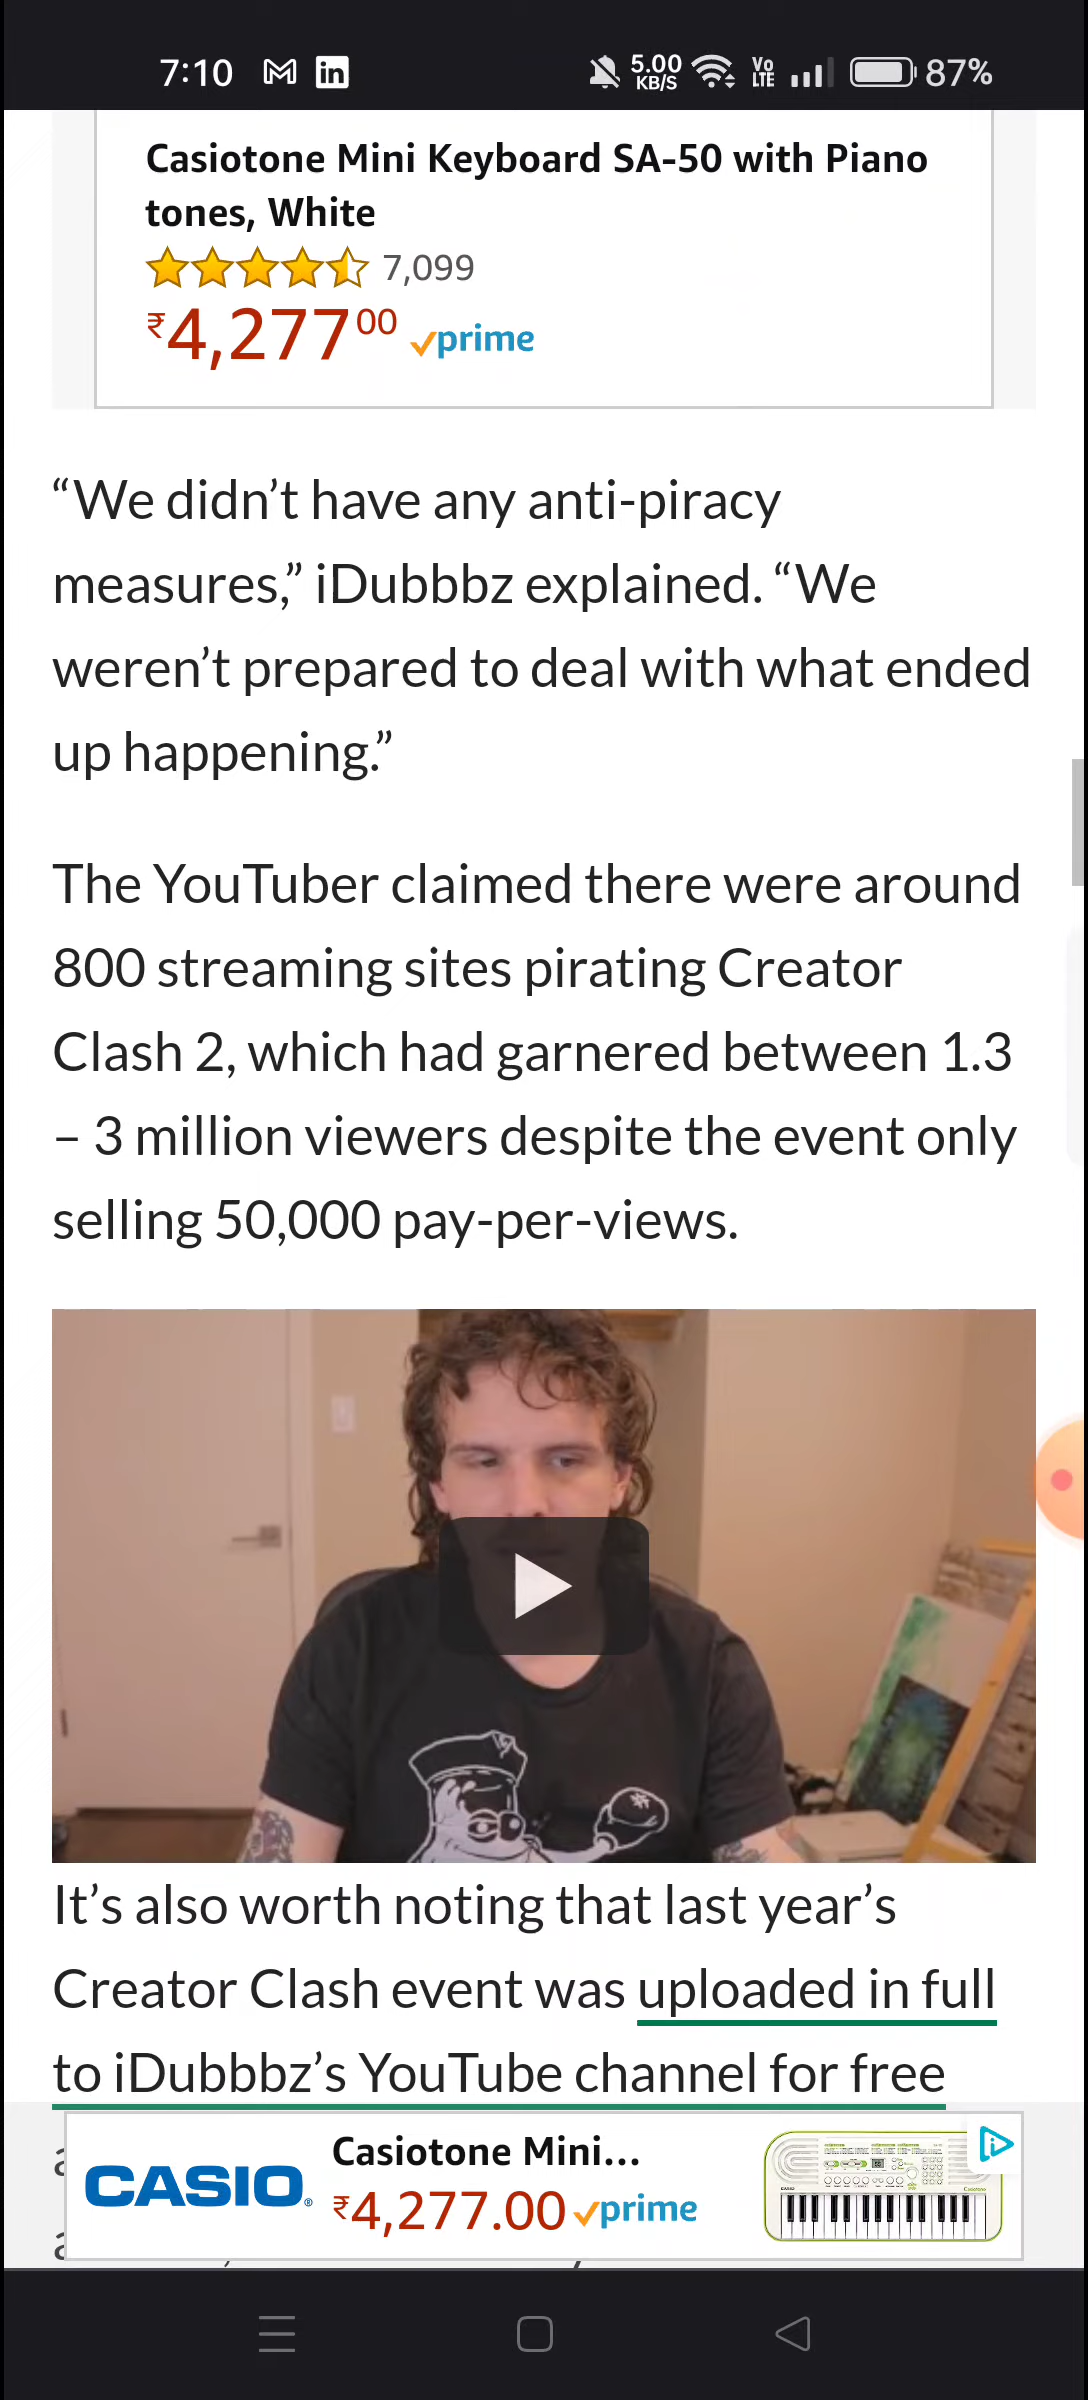 7:10 M in 5.00 KB/S Vo LTE 87%
Casiotone Mini Keyboard SA-50 with Piano
tones, White
7,099
₹4,277 00 prime
“We didn’t have any anti-piracy
measures,” iDubbbz explained. “We
weren’t prepared to deal with what ended
up happening.”
The YouTuber claimed there were around
800 streaming sites pirating Creator
Clash 2, which had garnered between 1.3
– 3 million viewers despite the event only
selling 50,000 pay-per-views.
It’s also worth noting that last year’s
Creator Clash event was uploaded in full
to iDubbbz’s YouTube channel for free
Casiotone Mini...
CASIO®
₹4,277.00 prime